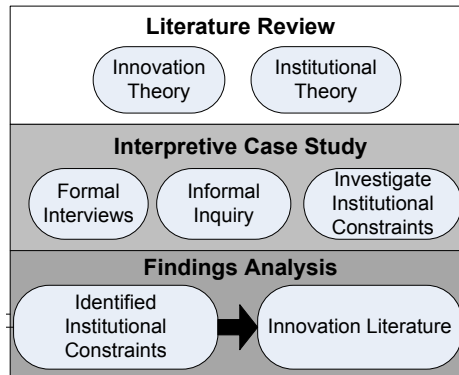 Literature Review
Innovation
Theory
Institutional
Theory
Interpretive Case Study
Formal
Interviews
Informal
Inquiry
Investigate
Institutional
Constraints
Findings Analysis
Identified
Institutional
Constraints
Innovation Literature